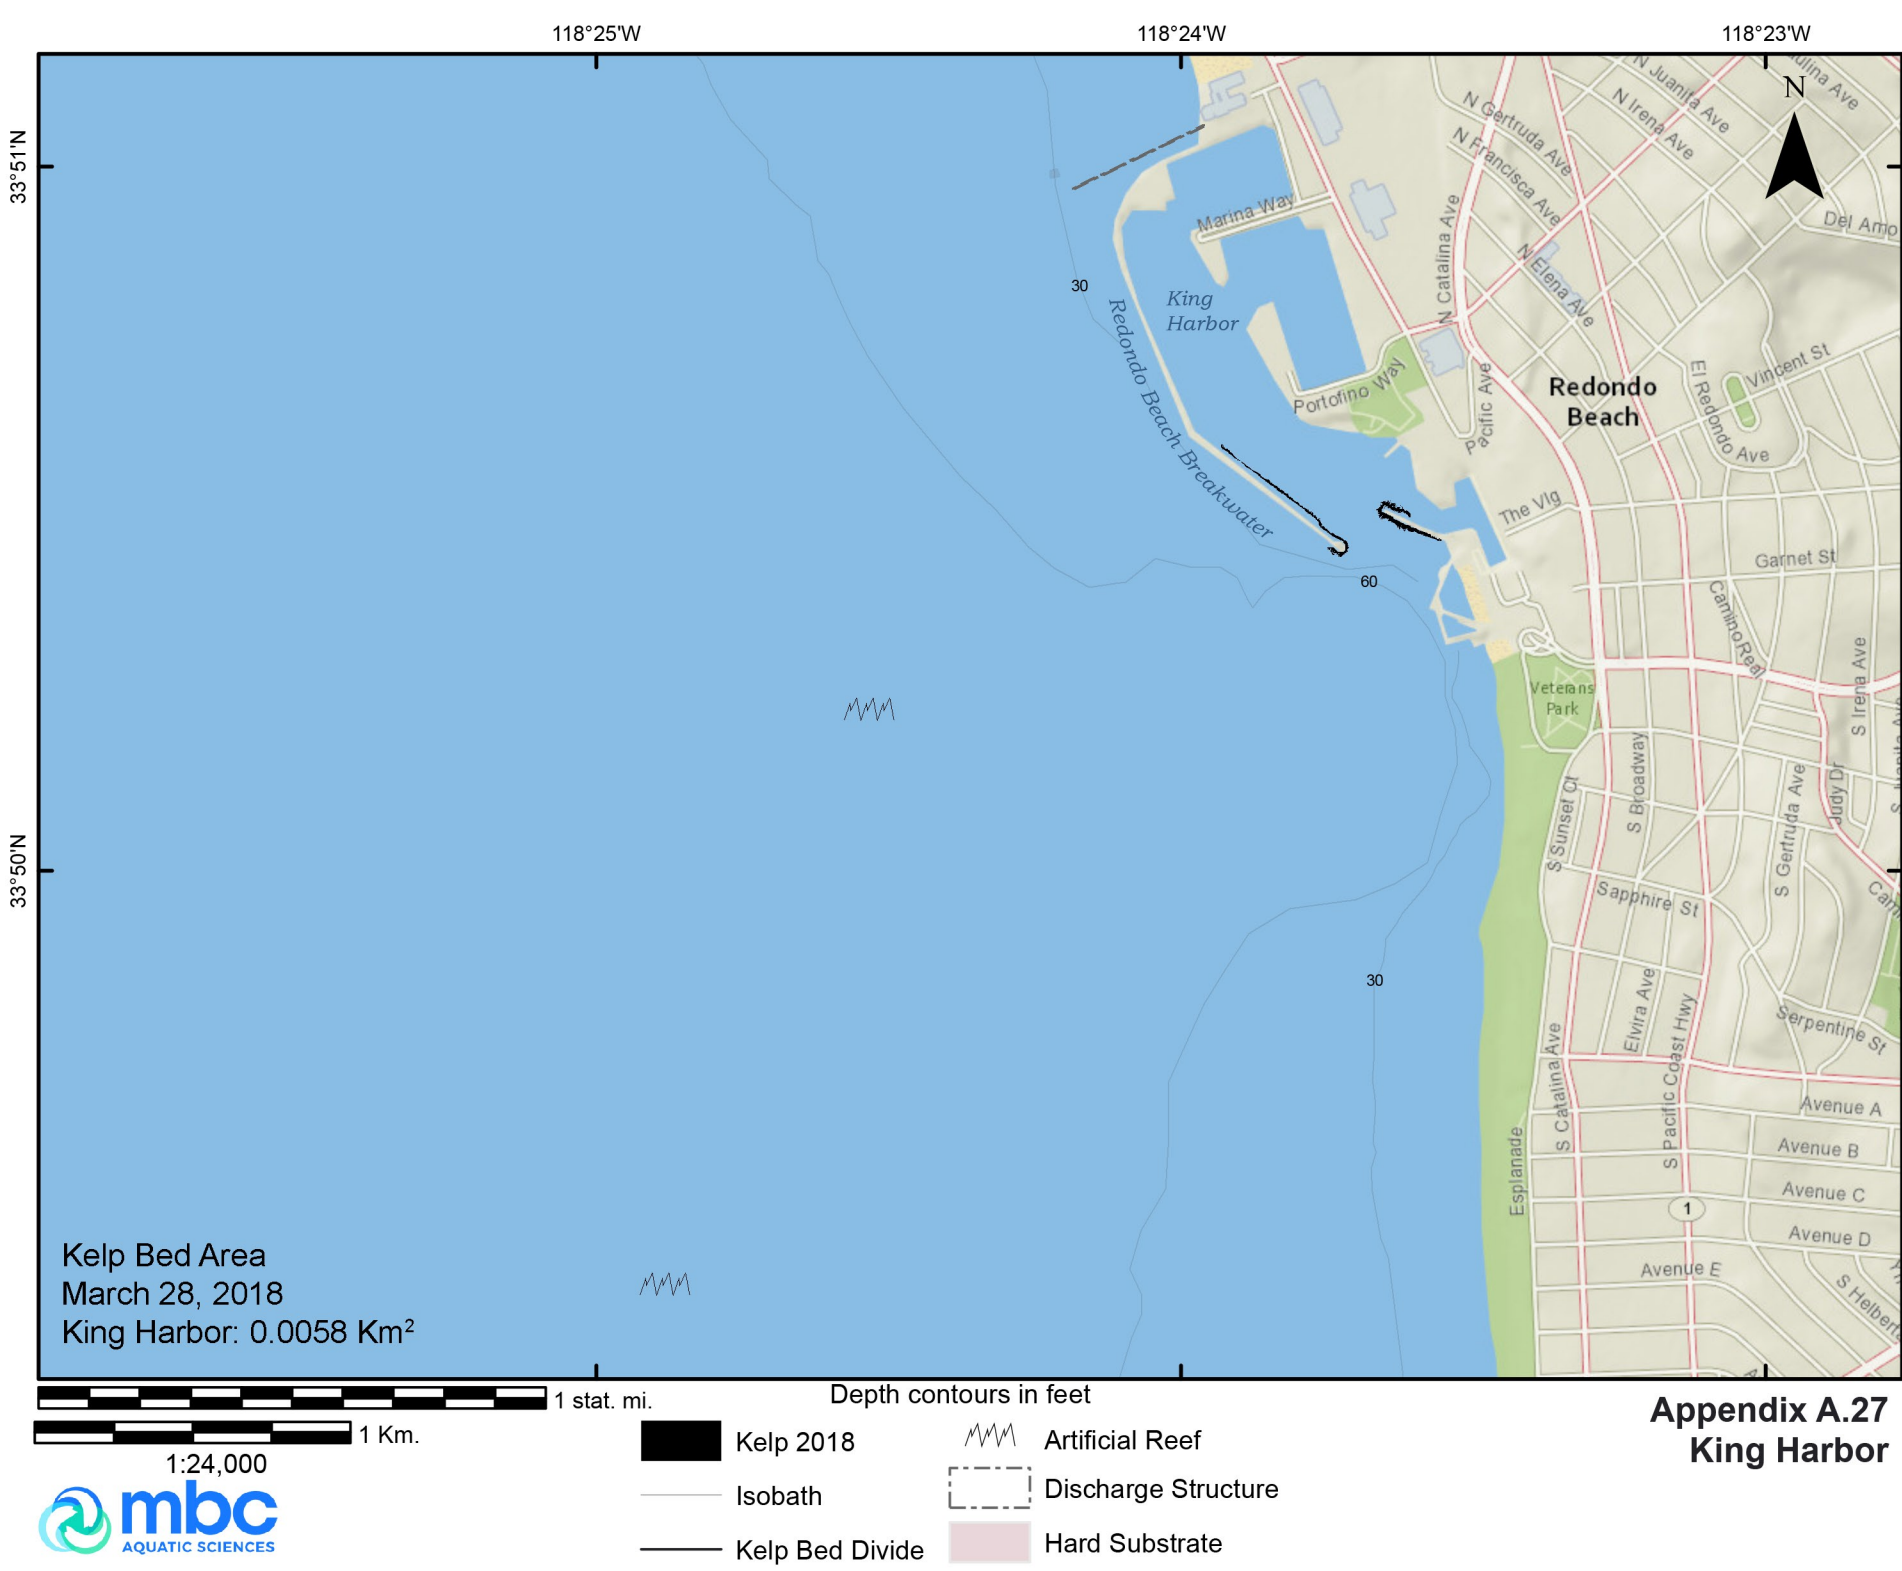 118°25'W
118°24'W
118°23'W
33°51'N
33°50'N
N
N Juanita Ave
N Irena Ave
N Gertruda Ave
N Francisca Ave
N Catalina Ave
N Elena Ave
Del Amo
Marina Way
30
King
Harbor
Redondo Beach Breakwater
Portofino Way
Pacific Ave
Redondo
Beach
El Redondo Ave
Vincent St
The Vlg
Garnet St
60
Camino Real
S Irena Ave
Veterans
Park
S Broadway
S Sunset Ct
S Gertruda Ave
Judy Dr
Sapphire St
30
Elvira Ave
S Pacific Coast Hwy
Serpentine St
S Catalina Ave
Esplanade
Avenue A
Avenue B
Avenue C
1
Avenue D
Avenue E
Kelp Bed Area
March 28, 2018
King Harbor: 0.0058 Km²
1 stat. mi.
1 Km.
1:24,000
mbc
AQUATIC SCIENCES
Depth contours in feet
Kelp 2018
Isobath
Kelp Bed Divide
Artificial Reef
Discharge Structure
Hard Substrate
Appendix A.27
King Harbor